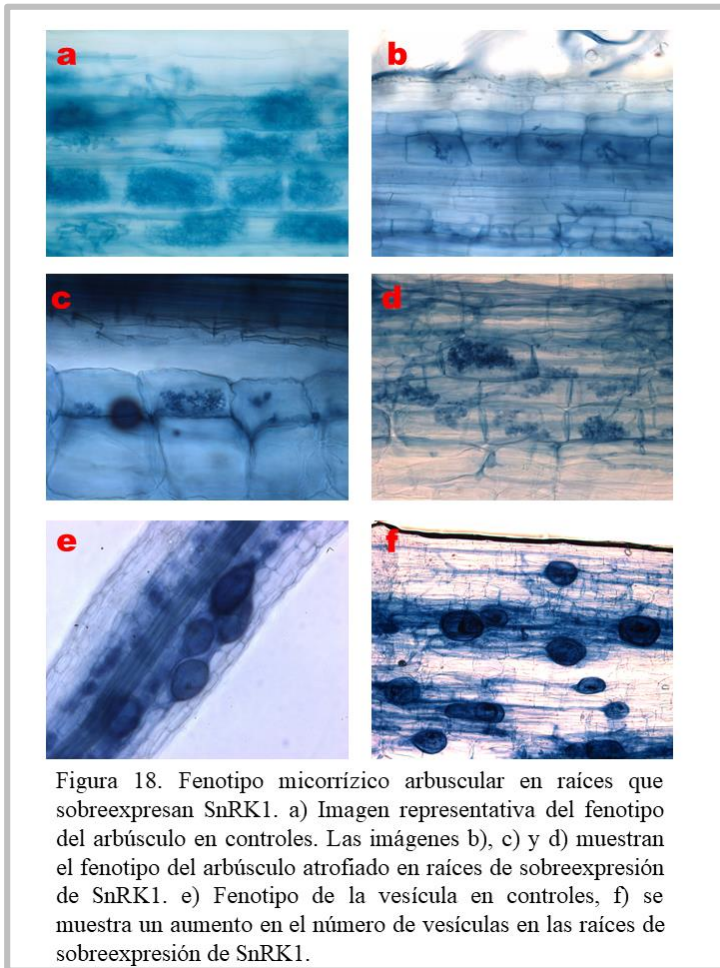 a
b
c
d
e
f
Figura 18. Fenotipo micorrízico arbuscular en raíces que
sobreexpresan SnRK1. a) Imagen representativa del fenotipo
del arbúsculo en controles. Las imágenes b), c) y d) muestran
el fenotipo del arbúsculo atrofiado en raíces de sobreexpresión
de SnRK1. e) Fenotipo de la vesícula en controles, f) se
muestra un aumento en el número de vesículas en las raíces de
sobreexpresión de SnRK1.